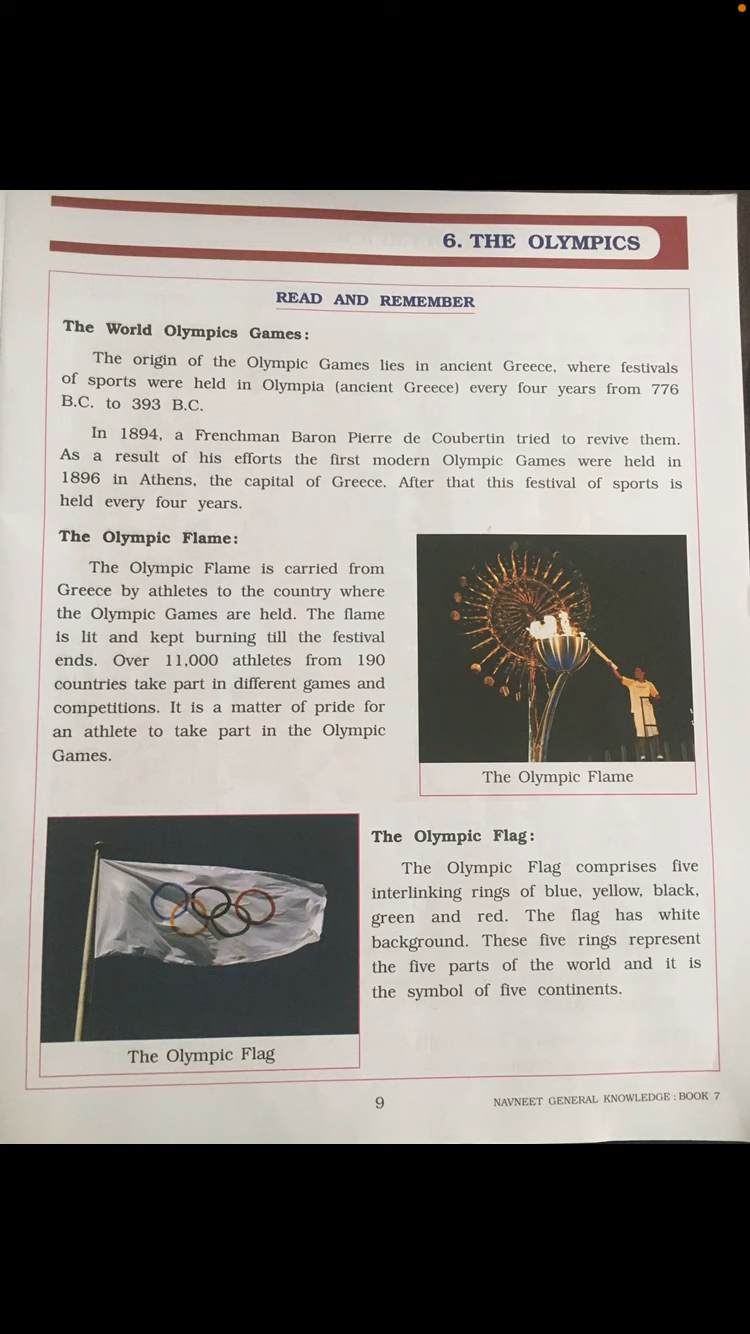 6. THE OLYMPICS
READ AND REMEMBER
The World Olympics Games:
The origin of the Olympic Games lies in ancient Greece, where festivals
of sports were held in Olympia (ancient Greece) every four years from 776
B.C. to 393 B.C.
In 1894, a Frenchman Baron Pierre de Coubertin tried to revive them.
As a result of his efforts the first modern Olympic Games were held in
1896 in Athens, the capital of Greece. After that this festival of sports is
held every four years.
The Olympic Flame:
The Olympic Flame is carried from
Greece by athletes to the country where
the Olympic Games are held. The flame
is lit and kept burning till the festival
ends. Over 11,000 athletes from 190
countries take part in different games and
competitions. It is a matter of pride for
an athlete to take part in the Olympic
Games.
The Olympic Flame
The Olympic Flag:
The Olympic Flag comprises five
interlinking rings of blue, yellow, black,
green and red. The flag has white
background. These five rings represent
the five parts of the world and it is
the symbol of five continents.
The Olympic Flag
9
NAVNEET GENERAL KNOWLEDGE : BOOK 7